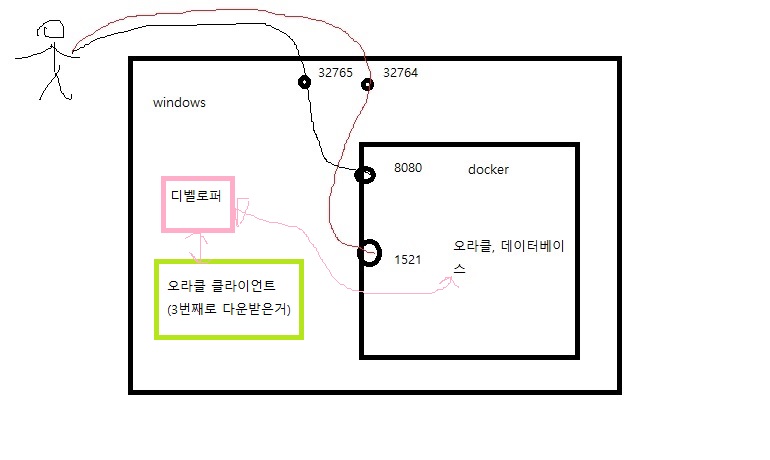 32765
32764
windows
8080
docker
디벨로퍼
1521
오라클, 데이터베이
스
오라클 클라이언트
(3번째로 다운받은거)